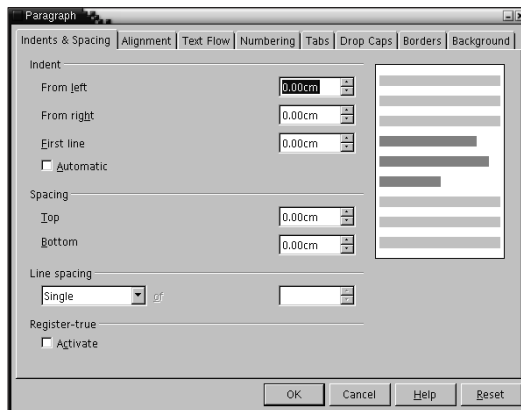 Paragraph
Indents & Spacing Alignment Text Flow Numbering Tabs Drop Caps Borders Background
Indent
From left 0.00cm
From right 0.00cm
First line 0.00cm
Automatic
Spacing
Top 0.00cm
Bottom 0.00cm
Line spacing
Single of
Register-true
Activate
OK Cancel Help Reset